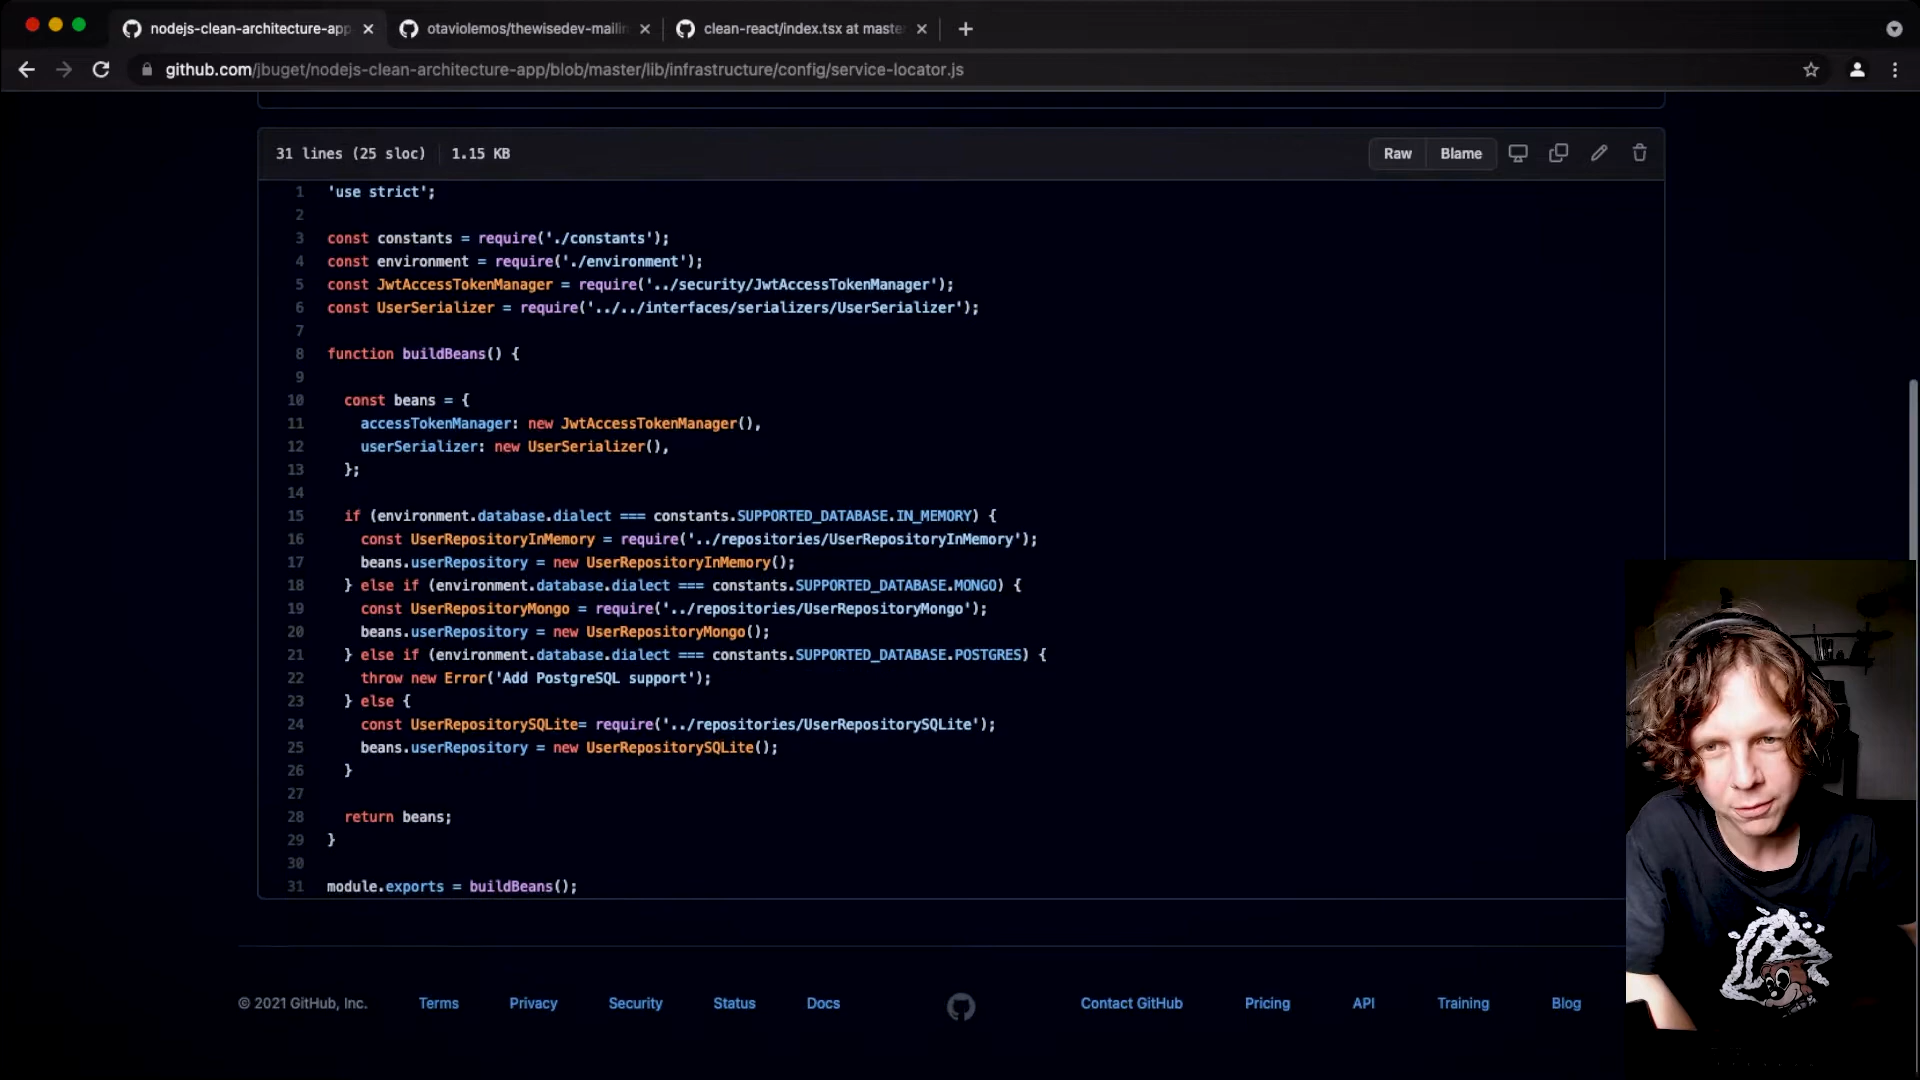 nodejs-clean-architecture-app
otaviolemos/thewisedev-mailin
clean-react/index.tsx at maste
github.com/jbuget/nodejs-clean-architecture-app/blob/master/lib/infrastructure/config/service-locator.js
31 lines (25 sloc) 1.15 KB
Raw Blame
1 'use strict';
2
3 const constants = require('./constants');
4 const environment = require('./environment');
5 const JwtAccessTokenManager = require('../security/JwtAccessTokenManager');
6 const UserSerializer = require('../../interfaces/serializers/UserSerializer');
7
8 function buildBeans() {
9
10 const beans = {
11 accessTokenManager: new JwtAccessTokenManager(),
12 userSerializer: new UserSerializer(),
13 };
14
15 if (environment.database.dialect === constants.SUPPORTED_DATABASE.IN_MEMORY) {
16 const UserRepositoryInMemory = require('../repositories/UserRepositoryInMemory');
17 beans.userRepository = new UserRepositoryInMemory();
18 } else if (environment.database.dialect === constants.SUPPORTED_DATABASE.MONGO) {
19 const UserRepositoryMongo = require('../repositories/UserRepositoryMongo');
20 beans.userRepository = new UserRepositoryMongo();
21 } else if (environment.database.dialect === constants.SUPPORTED_DATABASE.POSTGRES) {
22 throw new Error('Add PostgreSQL support');
23 } else {
24 const UserRepositorySQLite= require('../repositories/UserRepositorySQLite');
25 beans.userRepository = new UserRepositorySQLite();
26 }
27
28 return beans;
29 }
30
31 module.exports = buildBeans();
© 2021 GitHub, Inc. Terms Privacy Security Status Docs Contact GitHub Pricing API Training Blog